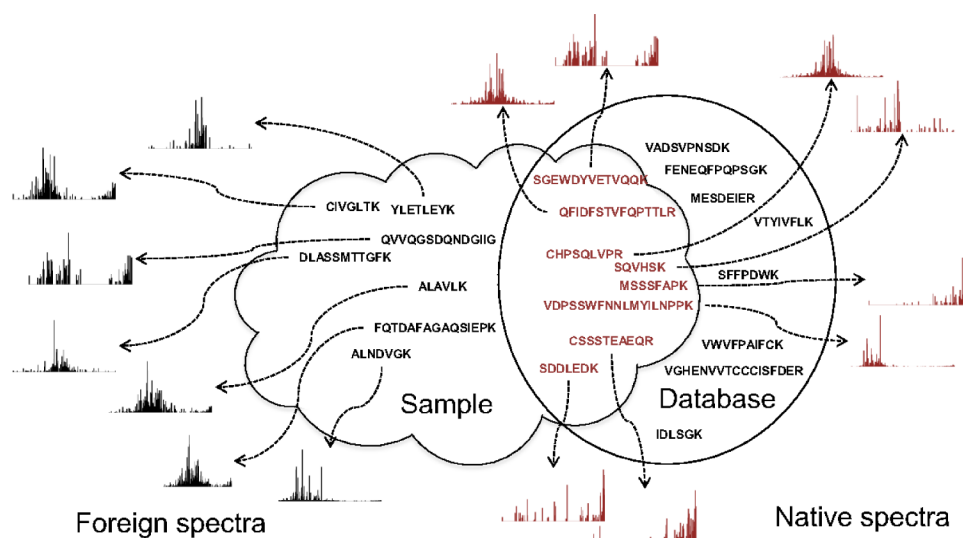 VADSVPNSDK
FENEQFPQPSGK
SGEWDYVETVQQK
MESDEIER
CIVGLTK
YLETLEYK
QFIDFSTVFQPTTLR
VTYIVFLK
QVVQGSDQNDGIIG
DLASSMTTGFK
CHPSQLVPR
SQVHSK
SFFPDWK
ALAVLK
MSSSFAPK
VDPSSWFNNLMYILNPPK
FQTDAFAGAQSIEPK
CSSSTEAEQR
VWVFPAIFCK
ALNDVGK
SDDLEDK
VGHENVVTCCCISFDER
Sample
Database
IDLSGK
Foreign spectra
Native spectra